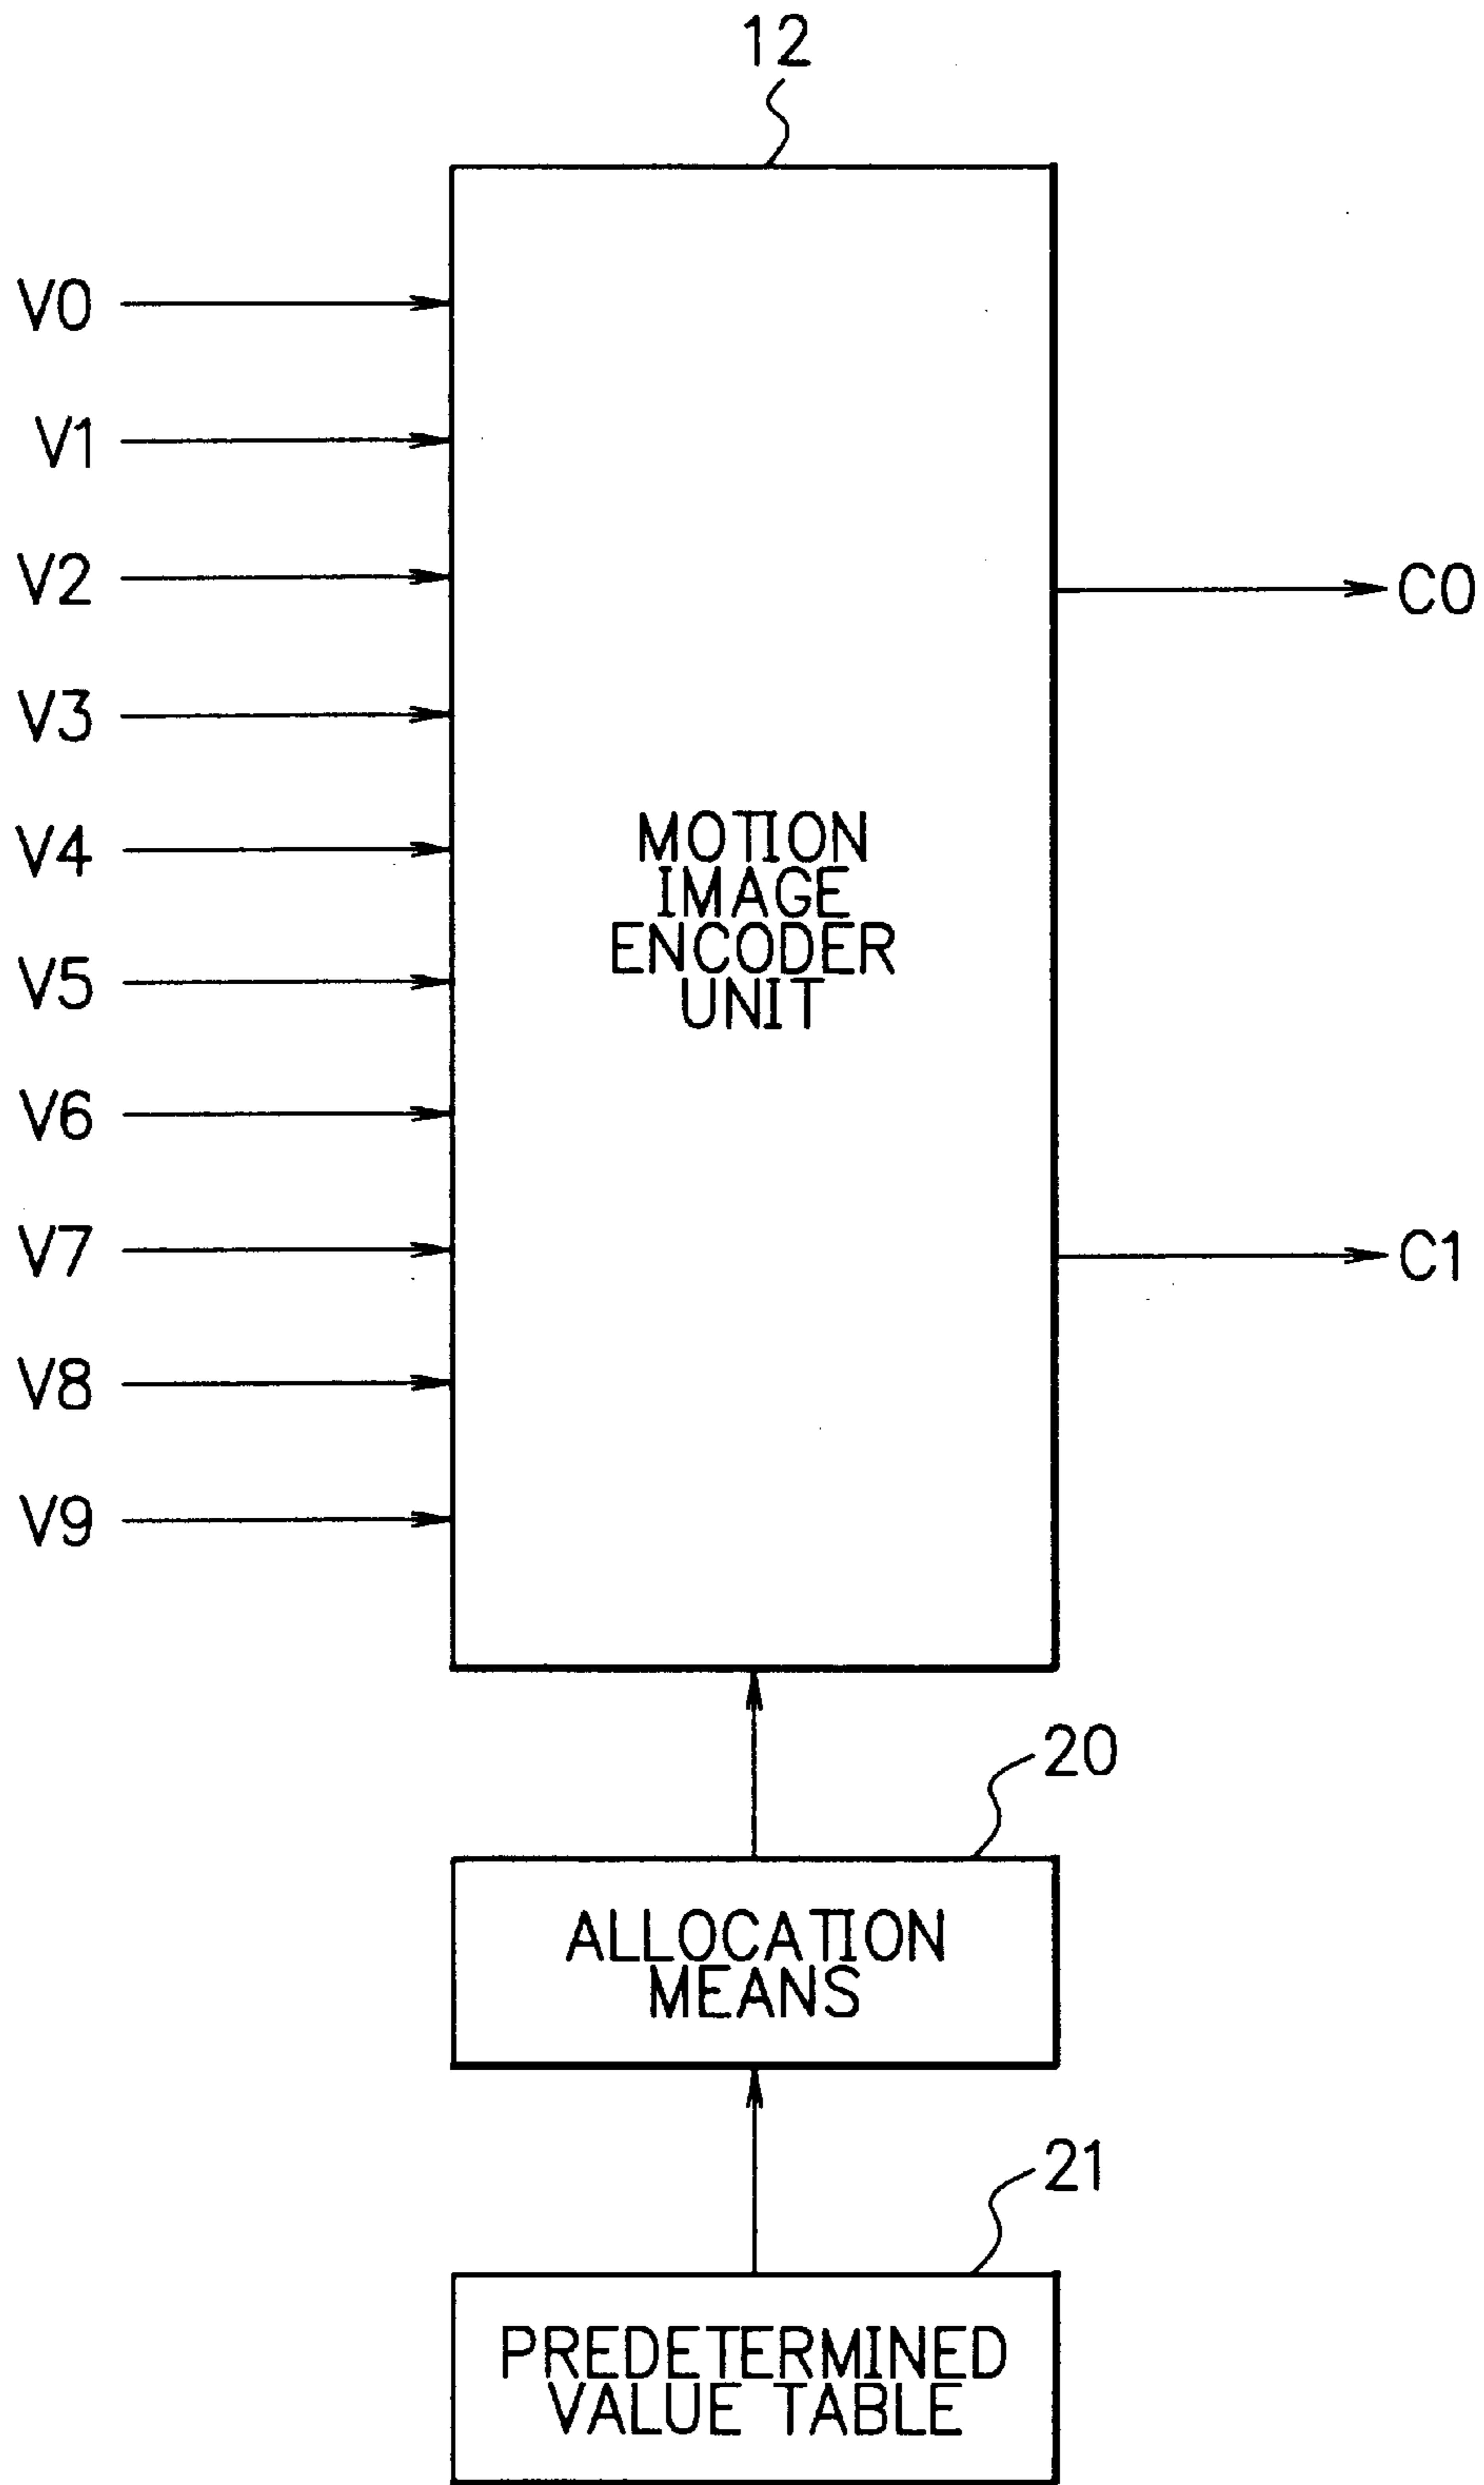 12
V0
V1
V2
C0
V3
V4
MOTION
IMAGE
ENCODER
UNIT
V5
V6
V7
C1
V8
V9
20
ALLOCATION
MEANS
21
PREDETERMINED
VALUE TABLE